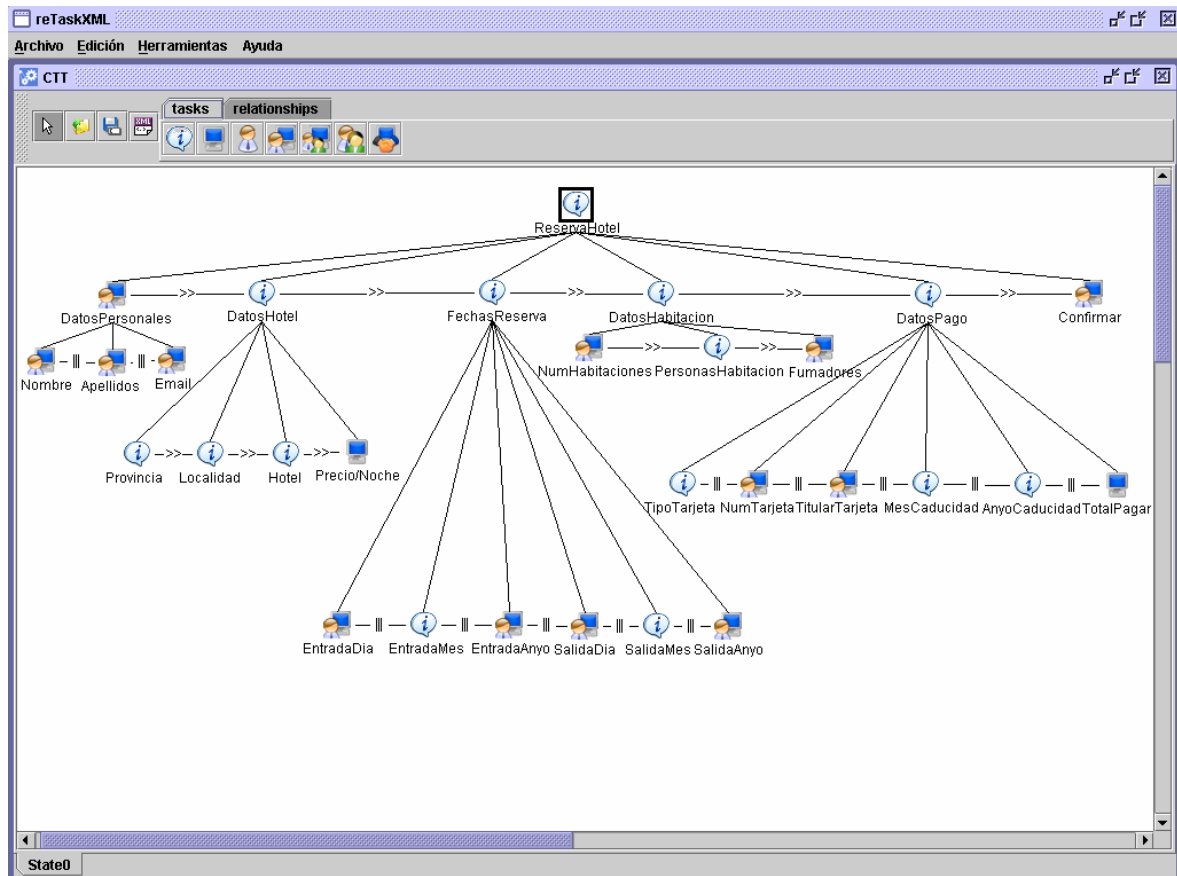 reTaskXML
Archivo Edición Herramientas Ayuda
CTT
tasks relationships
XML
ReservaHotel
>> >> >> >> >>
DatosPersonales DatosHotel FechasReserva DatosHabitacion DatosPago Confirmar
||| ||| >> >>
Nombre Apellidos Email NumHabitaciones PersonasHabitacion Fumadores
>> >> >>
Provincia Localidad Hotel Precio/Noche
||| ||| ||| ||| |||
TipoTarjeta NumTarjeta TitularTarjeta MesCaducidad AnyoCaducidad TotalPagar
||| ||| ||| ||| |||
EntradaDia EntradaMes EntradaAnyo SalidaDia SalidaMes SalidaAnyo
State0